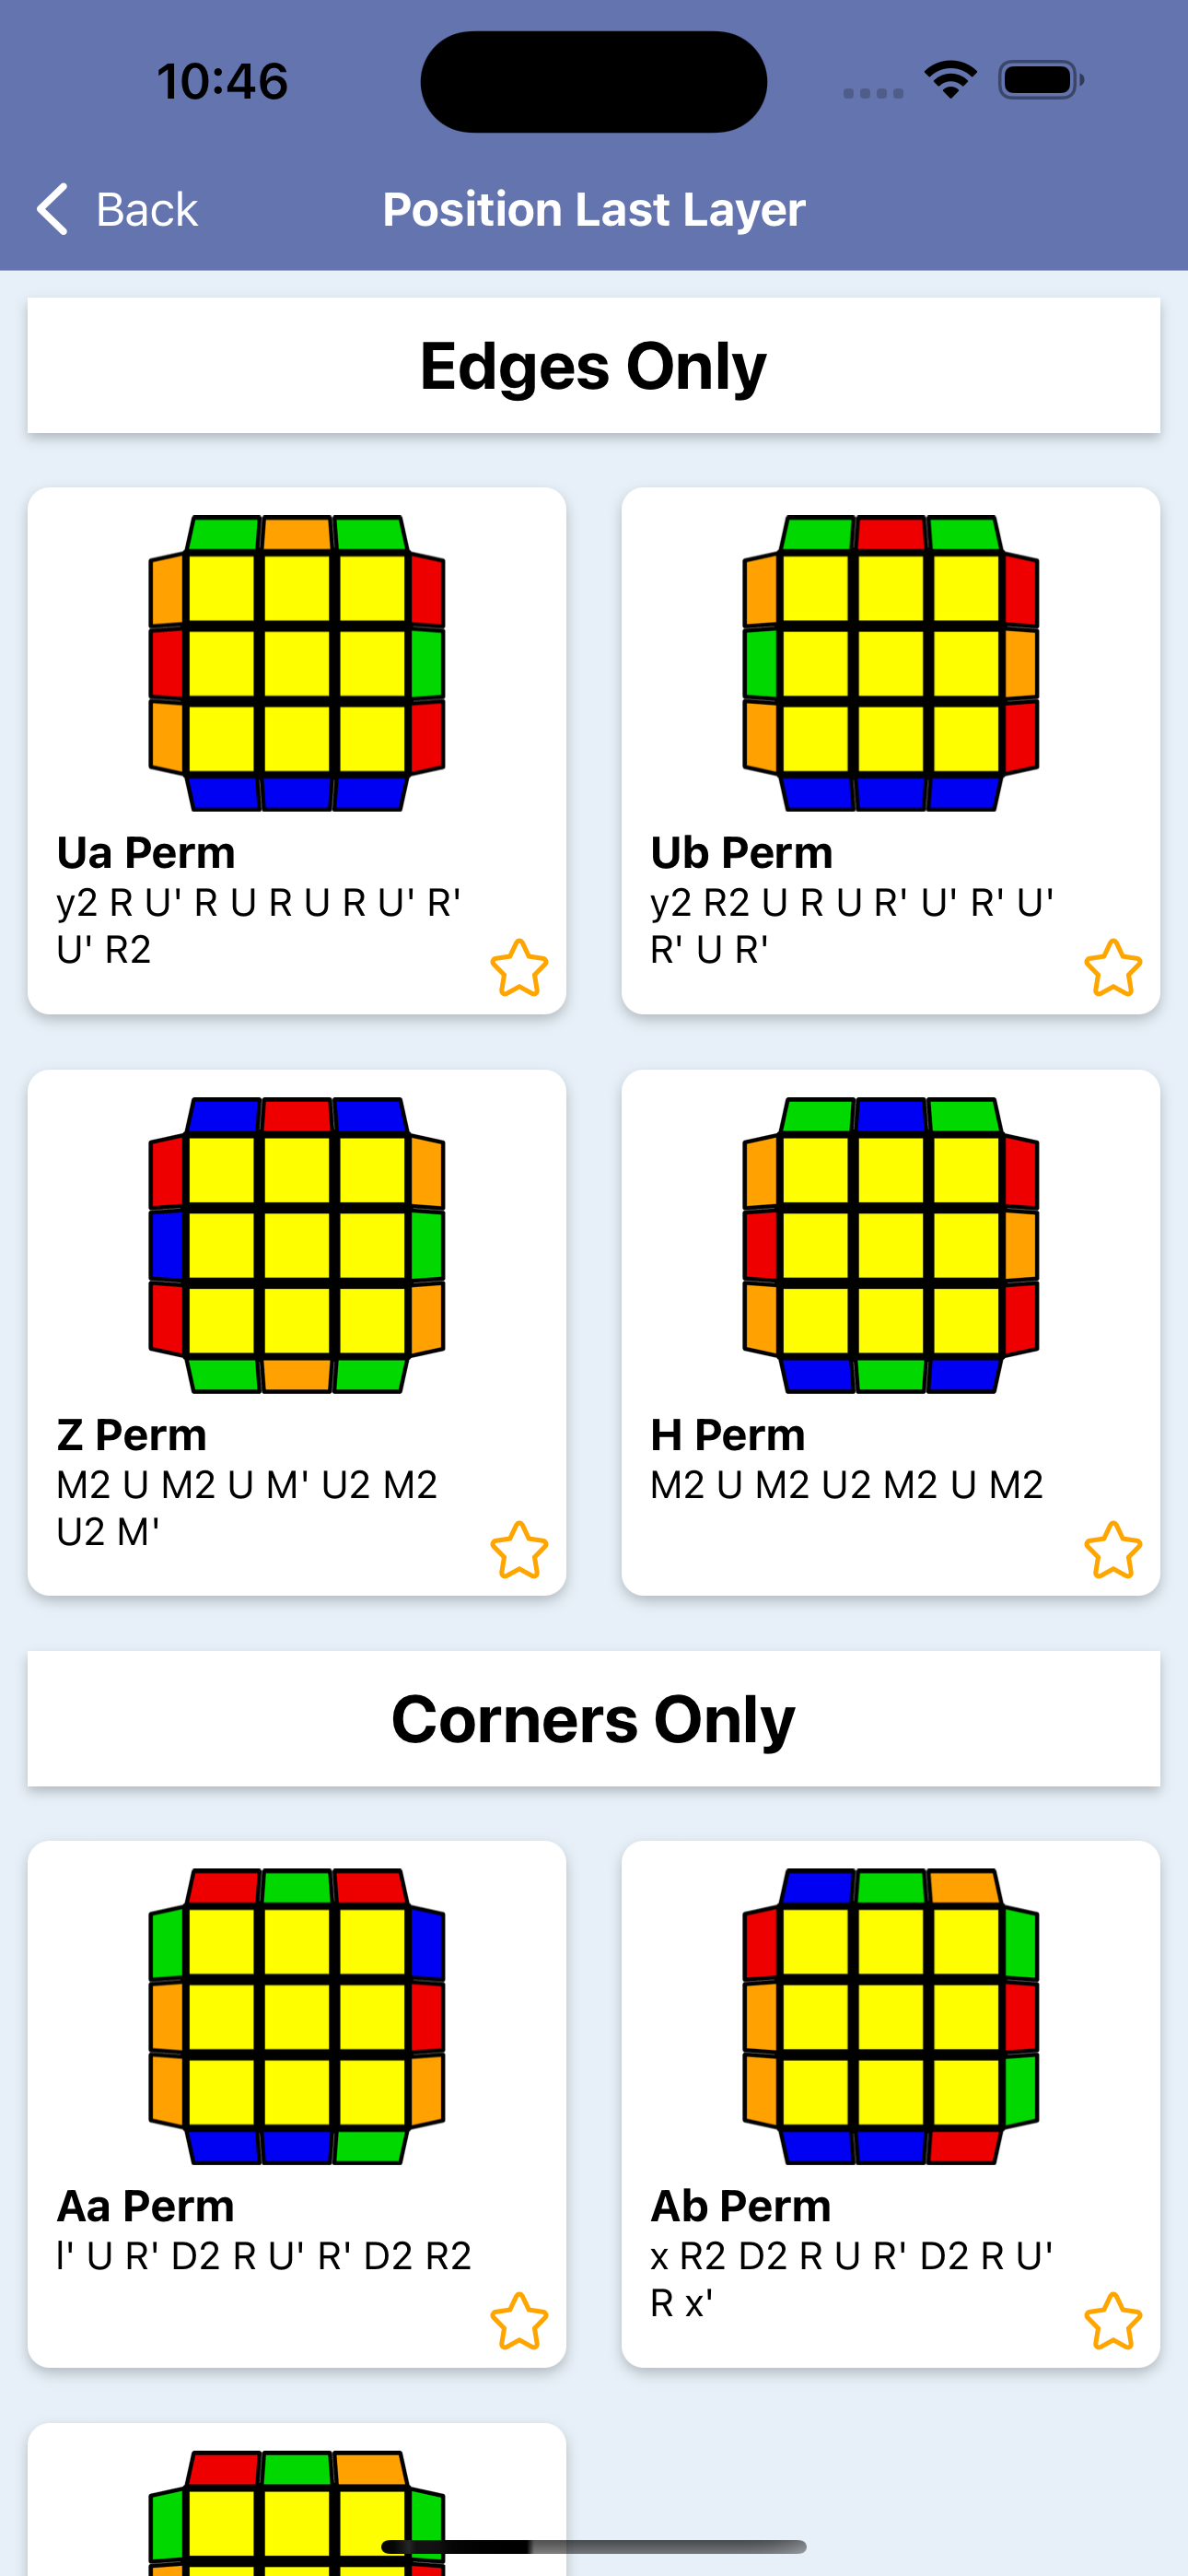 10:46
Back
Position Last Layer
Edges Only
Ua Perm
y2 R U' R U R U R U' R'
U' R2
Ub Perm
y2 R2 U R U R' U' R' U'
R' U R'
Z Perm
M2 U M2 U M' U2 M2
U2 M'
H Perm
M2 U M2 U2 M2 U M2
Corners Only
Aa Perm
l' U R' D2 R U' R' D2 R2
Ab Perm
x R2 D2 R U R' D2 R U'
R x'